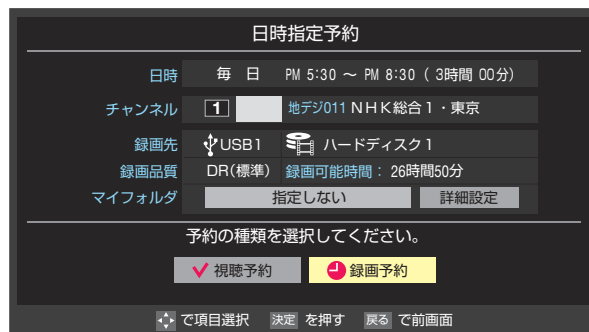 日時指定予約
日時 毎 日 PM 5:30 ～ PM 8:30 ( 3時間 00分)
チャンネル 1 地デジ011 NHK総合1・東京
録画先 USB1 ハードディスク1
録画品質 DR(標準) 録画可能時間： 26時間50分
マイフォルダ 指定しない 詳細設定
予約の種類を選択してください。
視聴予約 録画予約
で項目選択 決定 を押す 戻る で前画面